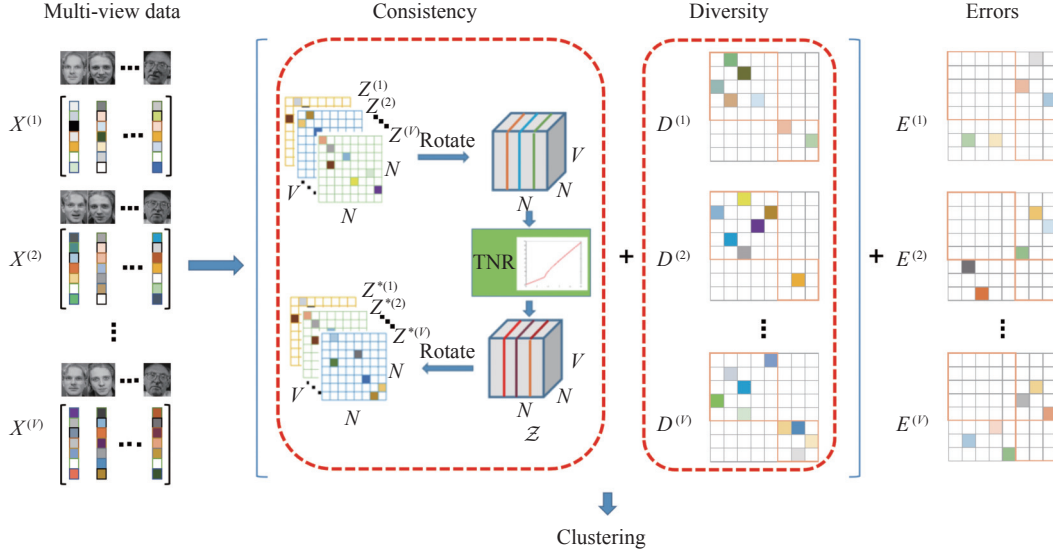 Multi-view data
Consistency
Diversity
Errors
X^(1)
X^(2)
X^(V)
Z^(1)
Z^(2)
Z^(V)
Rotate
N
V
N
V
N
N
TNR
Z*^(1)
Z*^(2)
Z*^(V)
Rotate
N
V
N
V
N
N
𝒵
+
D^(1)
D^(2)
D^(V)
+
E^(1)
E^(2)
E^(V)
Clustering